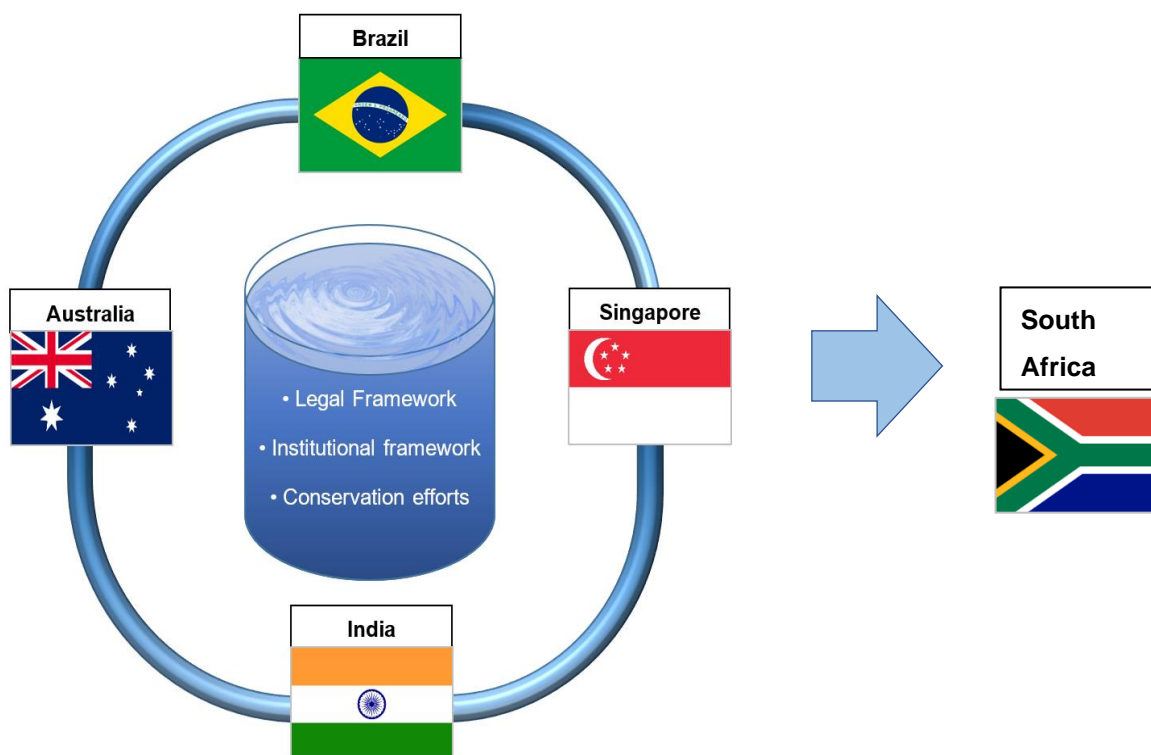 Brazil
Australia
Singapore
• Legal Framework
• Institutional framework
• Conservation efforts
India
South
Africa